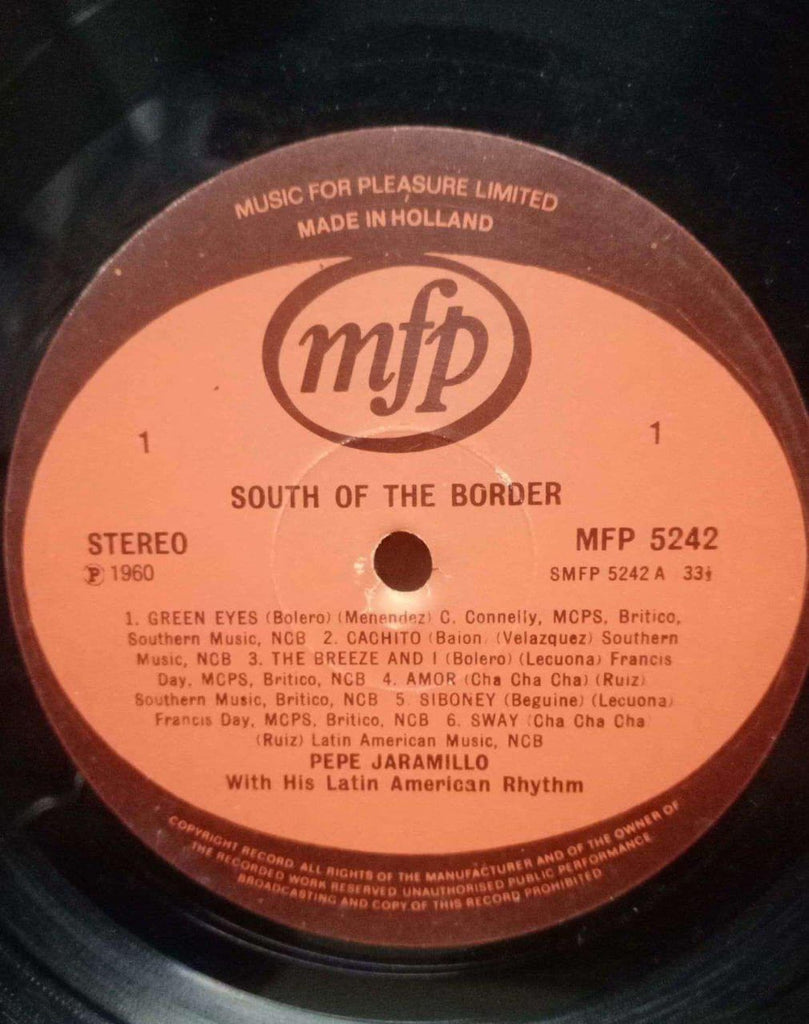 MUSIC FOR PLEASURE LIMITED
MADE IN HOLLAND
mfp
1 1
SOUTH OF THE BORDER
STEREO MFP 5242
℗ 1960 SMFP 5242 A 33⅓
1. GREEN EYES (Bolero) (Menendez) C. Connelly, MCPS, Britico,
Southern Music, NCB 2. CACHITO (Baion) (Velazquez) Southern
Music, NCB 3. THE BREEZE AND I (Bolero) (Lecuona) Francis
Day, MCPS, Britico, NCB 4. AMOR (Cha Cha Cha) (Ruiz)
Southern Music, Britico, NCB 5. SIBONEY (Beguine) (Lecuona)
Francis Day, MCPS, Britico, NCB 6. SWAY (Cha Cha Cha)
(Ruiz) Latin American Music, NCB
PEPE JARAMILLO
With His Latin American Rhythm
COPYRIGHT RECORD. ALL RIGHTS OF THE MANUFACTURER AND OF THE OWNER OF
THE RECORDED WORK RESERVED UNAUTHORISED PUBLIC PERFORMANCE
BROADCASTING AND COPY OF THIS RECORD PROHIBITED